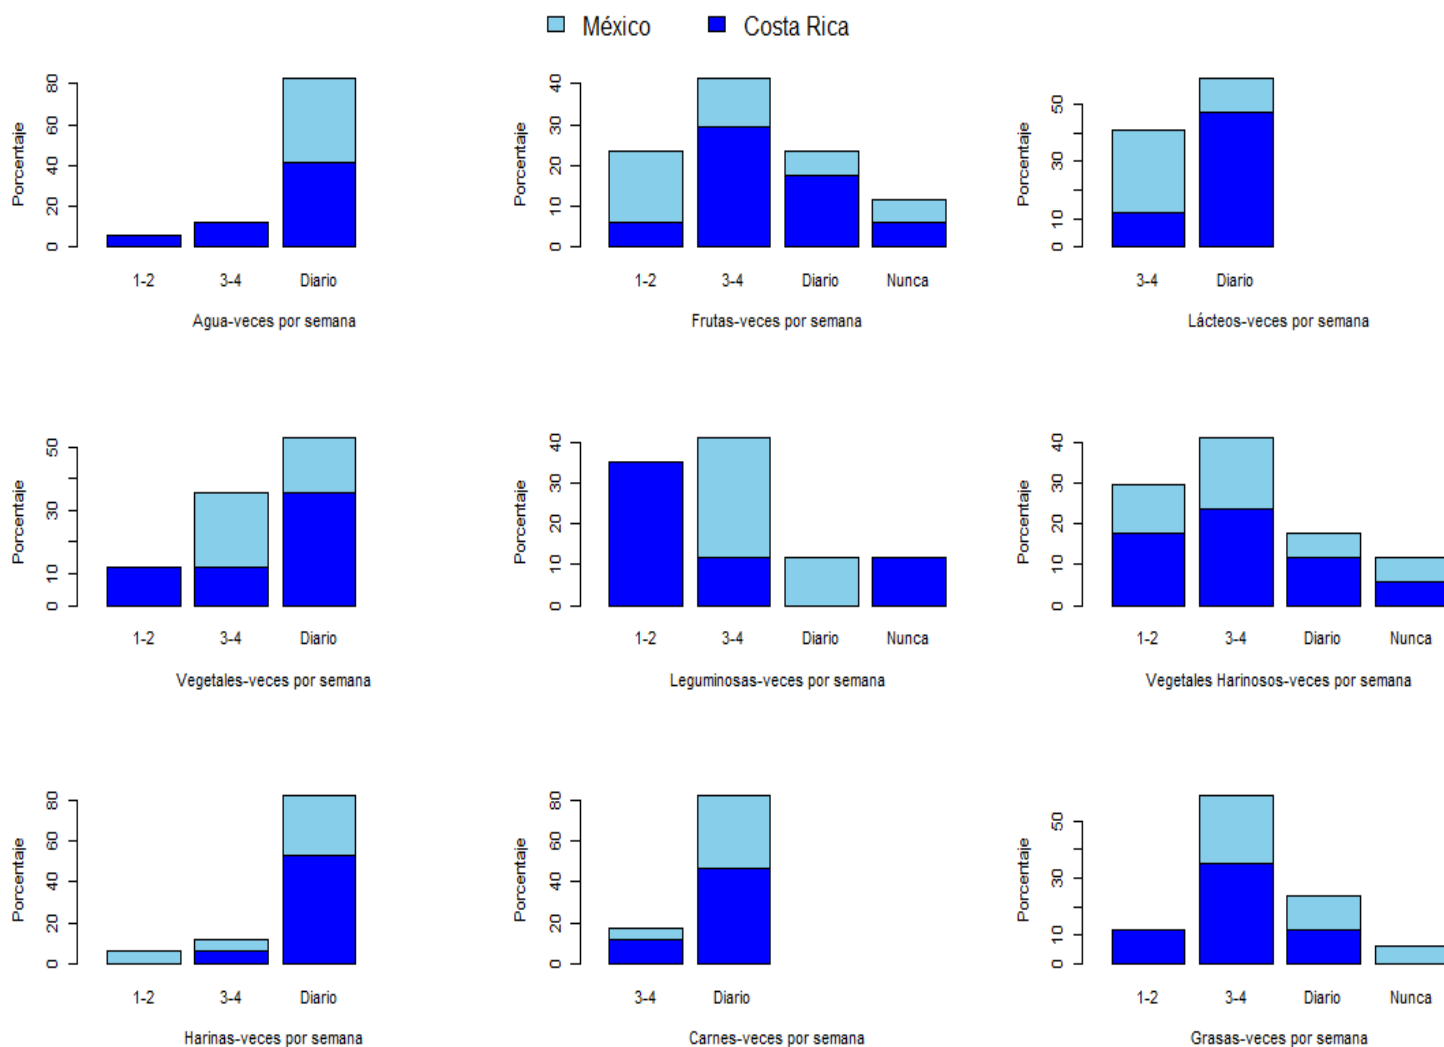 México Costa Rica
Porcentaje
0 20 40 60 80
1-2 3-4 Diario
Agua-veces por semana
Porcentaje
0 10 20 30 40
1-2 3-4 Diario Nunca
Frutas-veces por semana
Porcentaje
0 10 30 50
3-4 Diario
Lácteos-veces por semana
Porcentaje
0 10 30 50
1-2 3-4 Diario
Vegetales-veces por semana
Porcentaje
0 10 20 30 40
1-2 3-4 Diario Nunca
Leguminosas-veces por semana
Porcentaje
0 10 20 30 40
1-2 3-4 Diario Nunca
Vegetales Harinosos-veces por semana
Porcentaje
0 20 40 60 80
1-2 3-4 Diario
Harinas-veces por semana
Porcentaje
0 20 40 60 80
3-4 Diario
Carnes-veces por semana
Porcentaje
0 10 30 50
1-2 3-4 Diario Nunca
Grasas-veces por semana